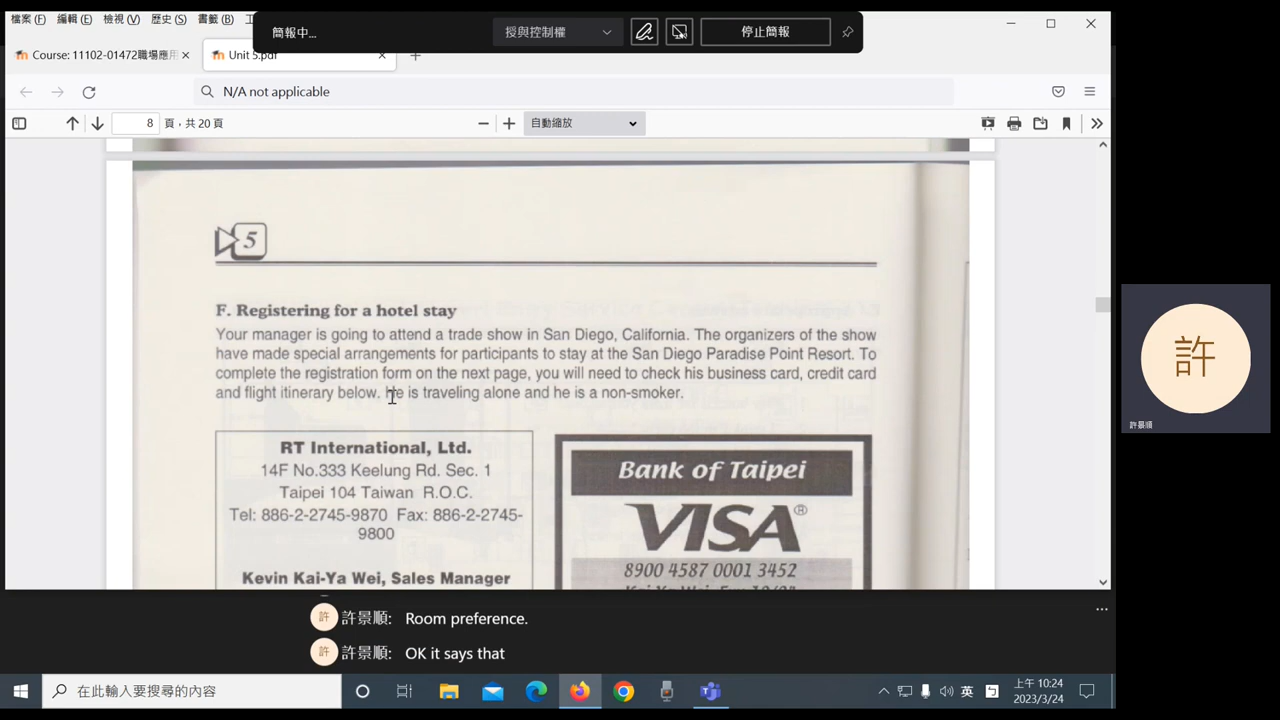 檔案(F) 編輯(E) 檢視(V) 歷史(S) 書籤(B)
簡報中...
授與控制權
停止簡報
Course: 11102-01472職場應用
Unit 5.pdf
N/A not applicable
8 頁，共 20 頁
自動縮放
5
F. Registering for a hotel stay
Your manager is going to attend a trade show in San Diego, California. The organizers of the show
have made special arrangements for participants to stay at the San Diego Paradise Point Resort. To
complete the registration form on the next page, you will need to check his business card, credit card
and flight itinerary below. He is traveling alone and he is a non-smoker.
RT International, Ltd.
14F No.333 Keelung Rd. Sec. 1
Taipei 104 Taiwan R.O.C.
Tel: 886-2-2745-9870 Fax: 886-2-2745-
9800
Kevin Kai-Ya Wei, Sales Manager
Bank of Taipei
VISA®
8900 4587 0001 3452
許
許景順
許 許景順: Room preference.
許 許景順: OK it says that
在此輸入要搜尋的內容
英
上午 10:24
2023/3/24